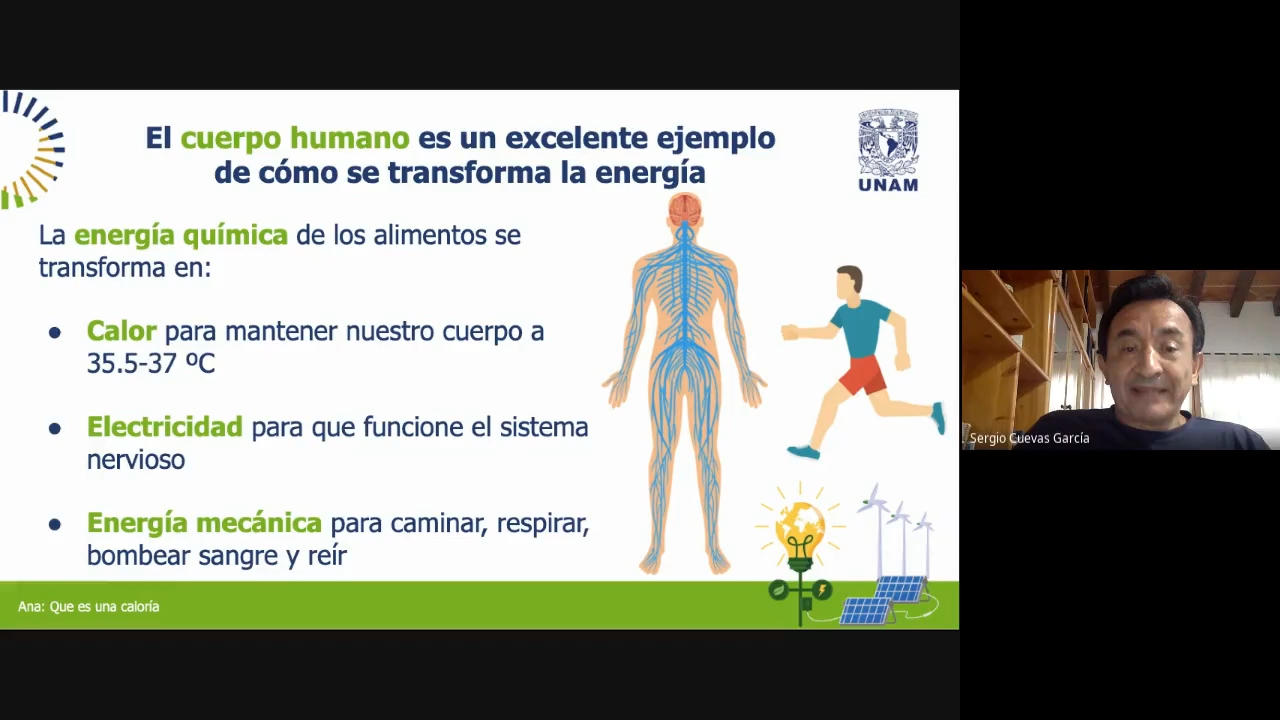 El cuerpo humano es un excelente ejemplo
de cómo se transforma la energía
UNAM
La energía química de los alimentos se
transforma en:
● Calor para mantener nuestro cuerpo a
35.5-37 ºC
● Electricidad para que funcione el sistema
nervioso
● Energía mecánica para caminar, respirar,
bombear sangre y reír
Ana: Que es una caloría
Sergio Cuevas García